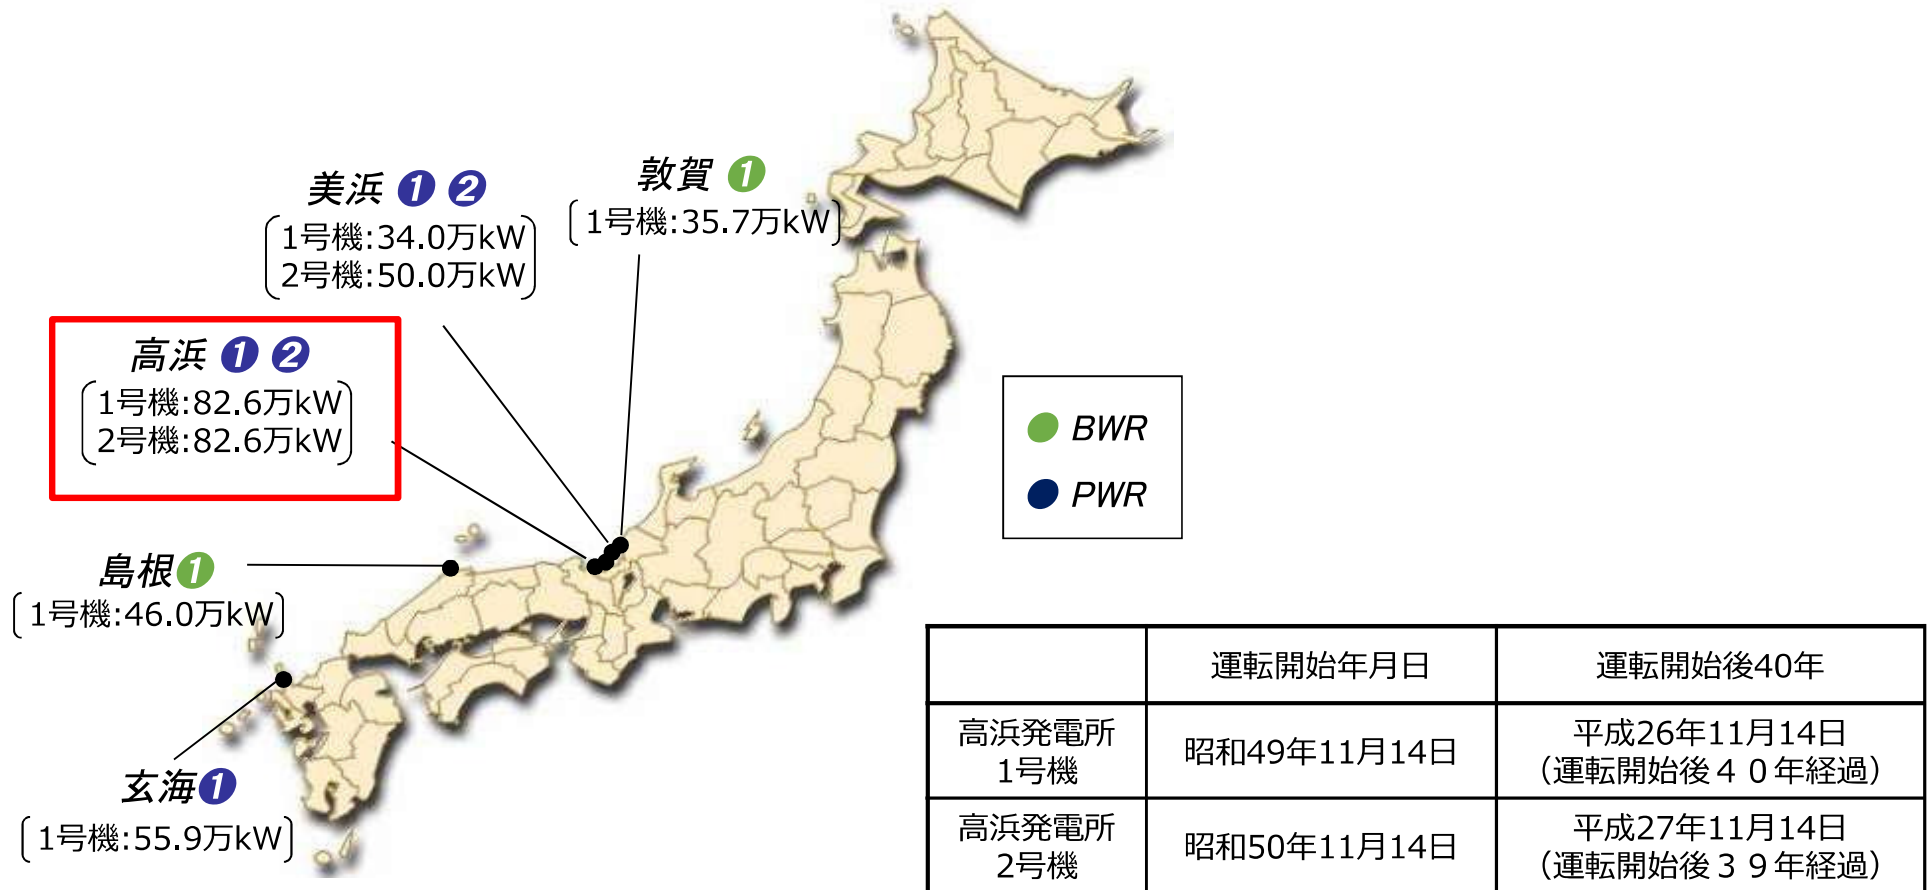 敦賀 ❶
〔1号機:35.7万kW〕
美浜 ❶ ❷
1号機:34.0万kW
2号機:50.0万kW
高浜 ❶ ❷
1号機:82.6万kW
2号機:82.6万kW
島根❶
〔1号機:46.0万kW〕
玄海❶
〔1号機:55.9万kW〕
BWR
PWR
運転開始年月日 運転開始後40年
高浜発電所
1号機
昭和49年11月14日
平成26年11月14日
（運転開始後４０年経過）
高浜発電所
2号機
昭和50年11月14日
平成27年11月14日
（運転開始後３９年経過）